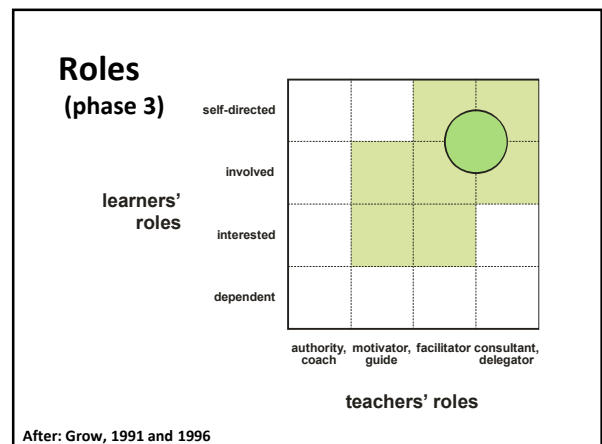 Roles
(phase 3)
self-directed
involved
learners'
roles
interested
dependent
authority, motivator, facilitator consultant,
coach guide delegator
teachers' roles
After: Grow, 1991 and 1996